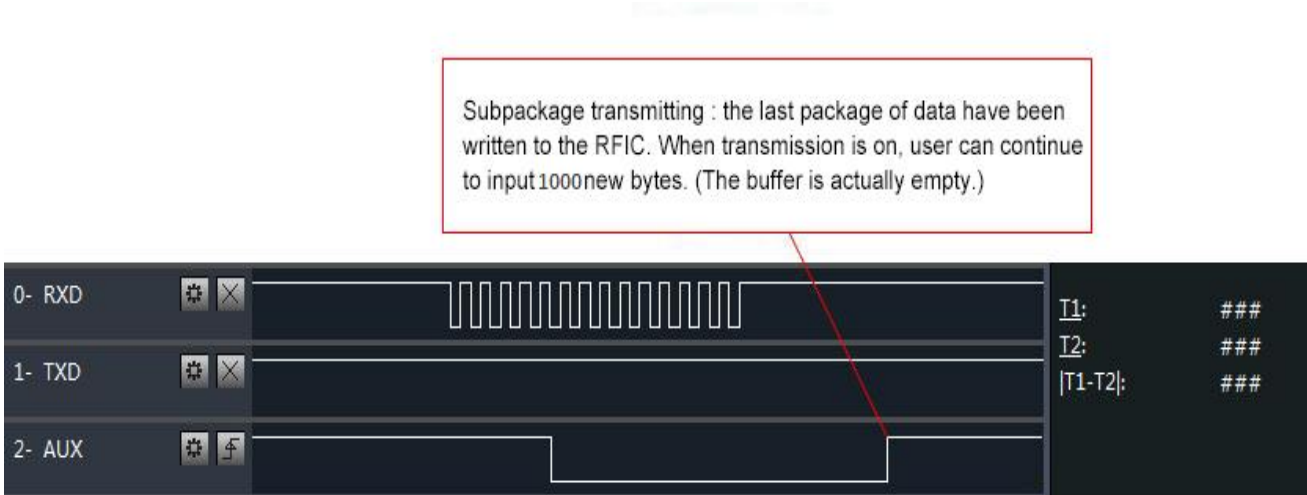 Subpackage transmitting : the last package of data have been
written to the RFIC. When transmission is on, user can continue
to input 1000new bytes. (The buffer is actually empty.)
0- RXD
T1: ###
1- TXD
T2: ###
|T1-T2|: ###
2- AUX